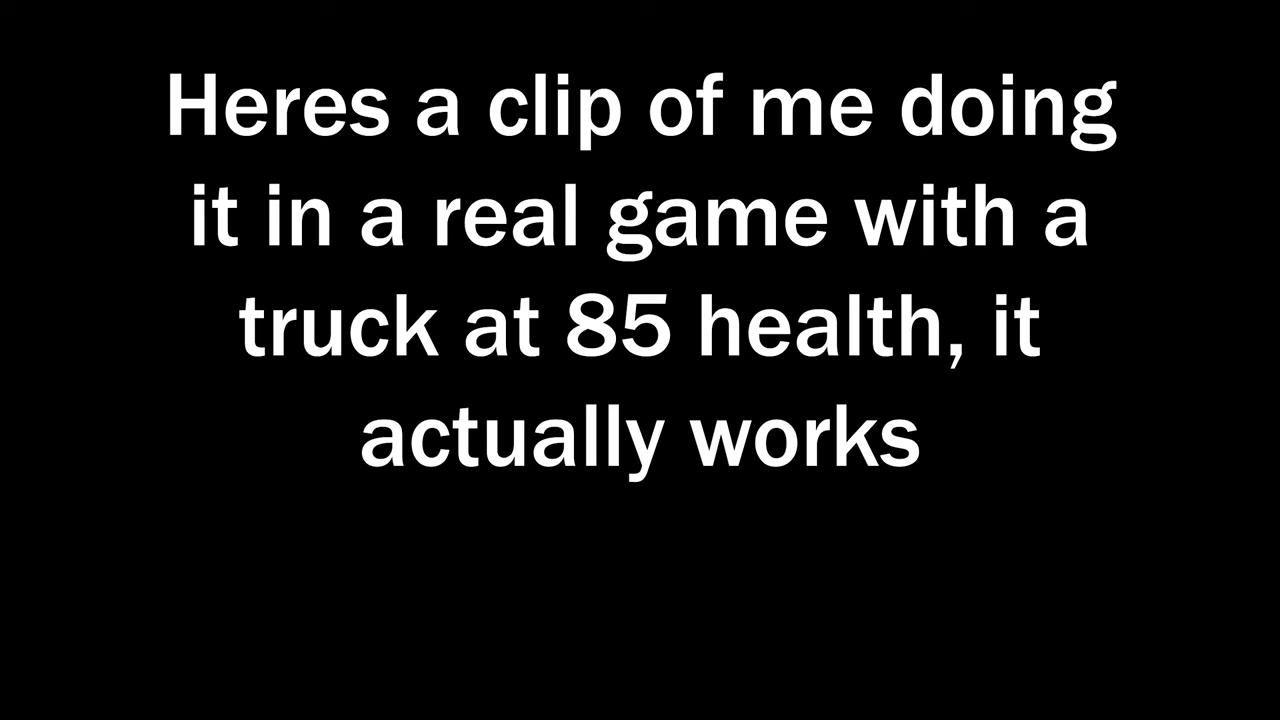 Heres a clip of me doing
it in a real game with a
truck at 85 health, it
actually works